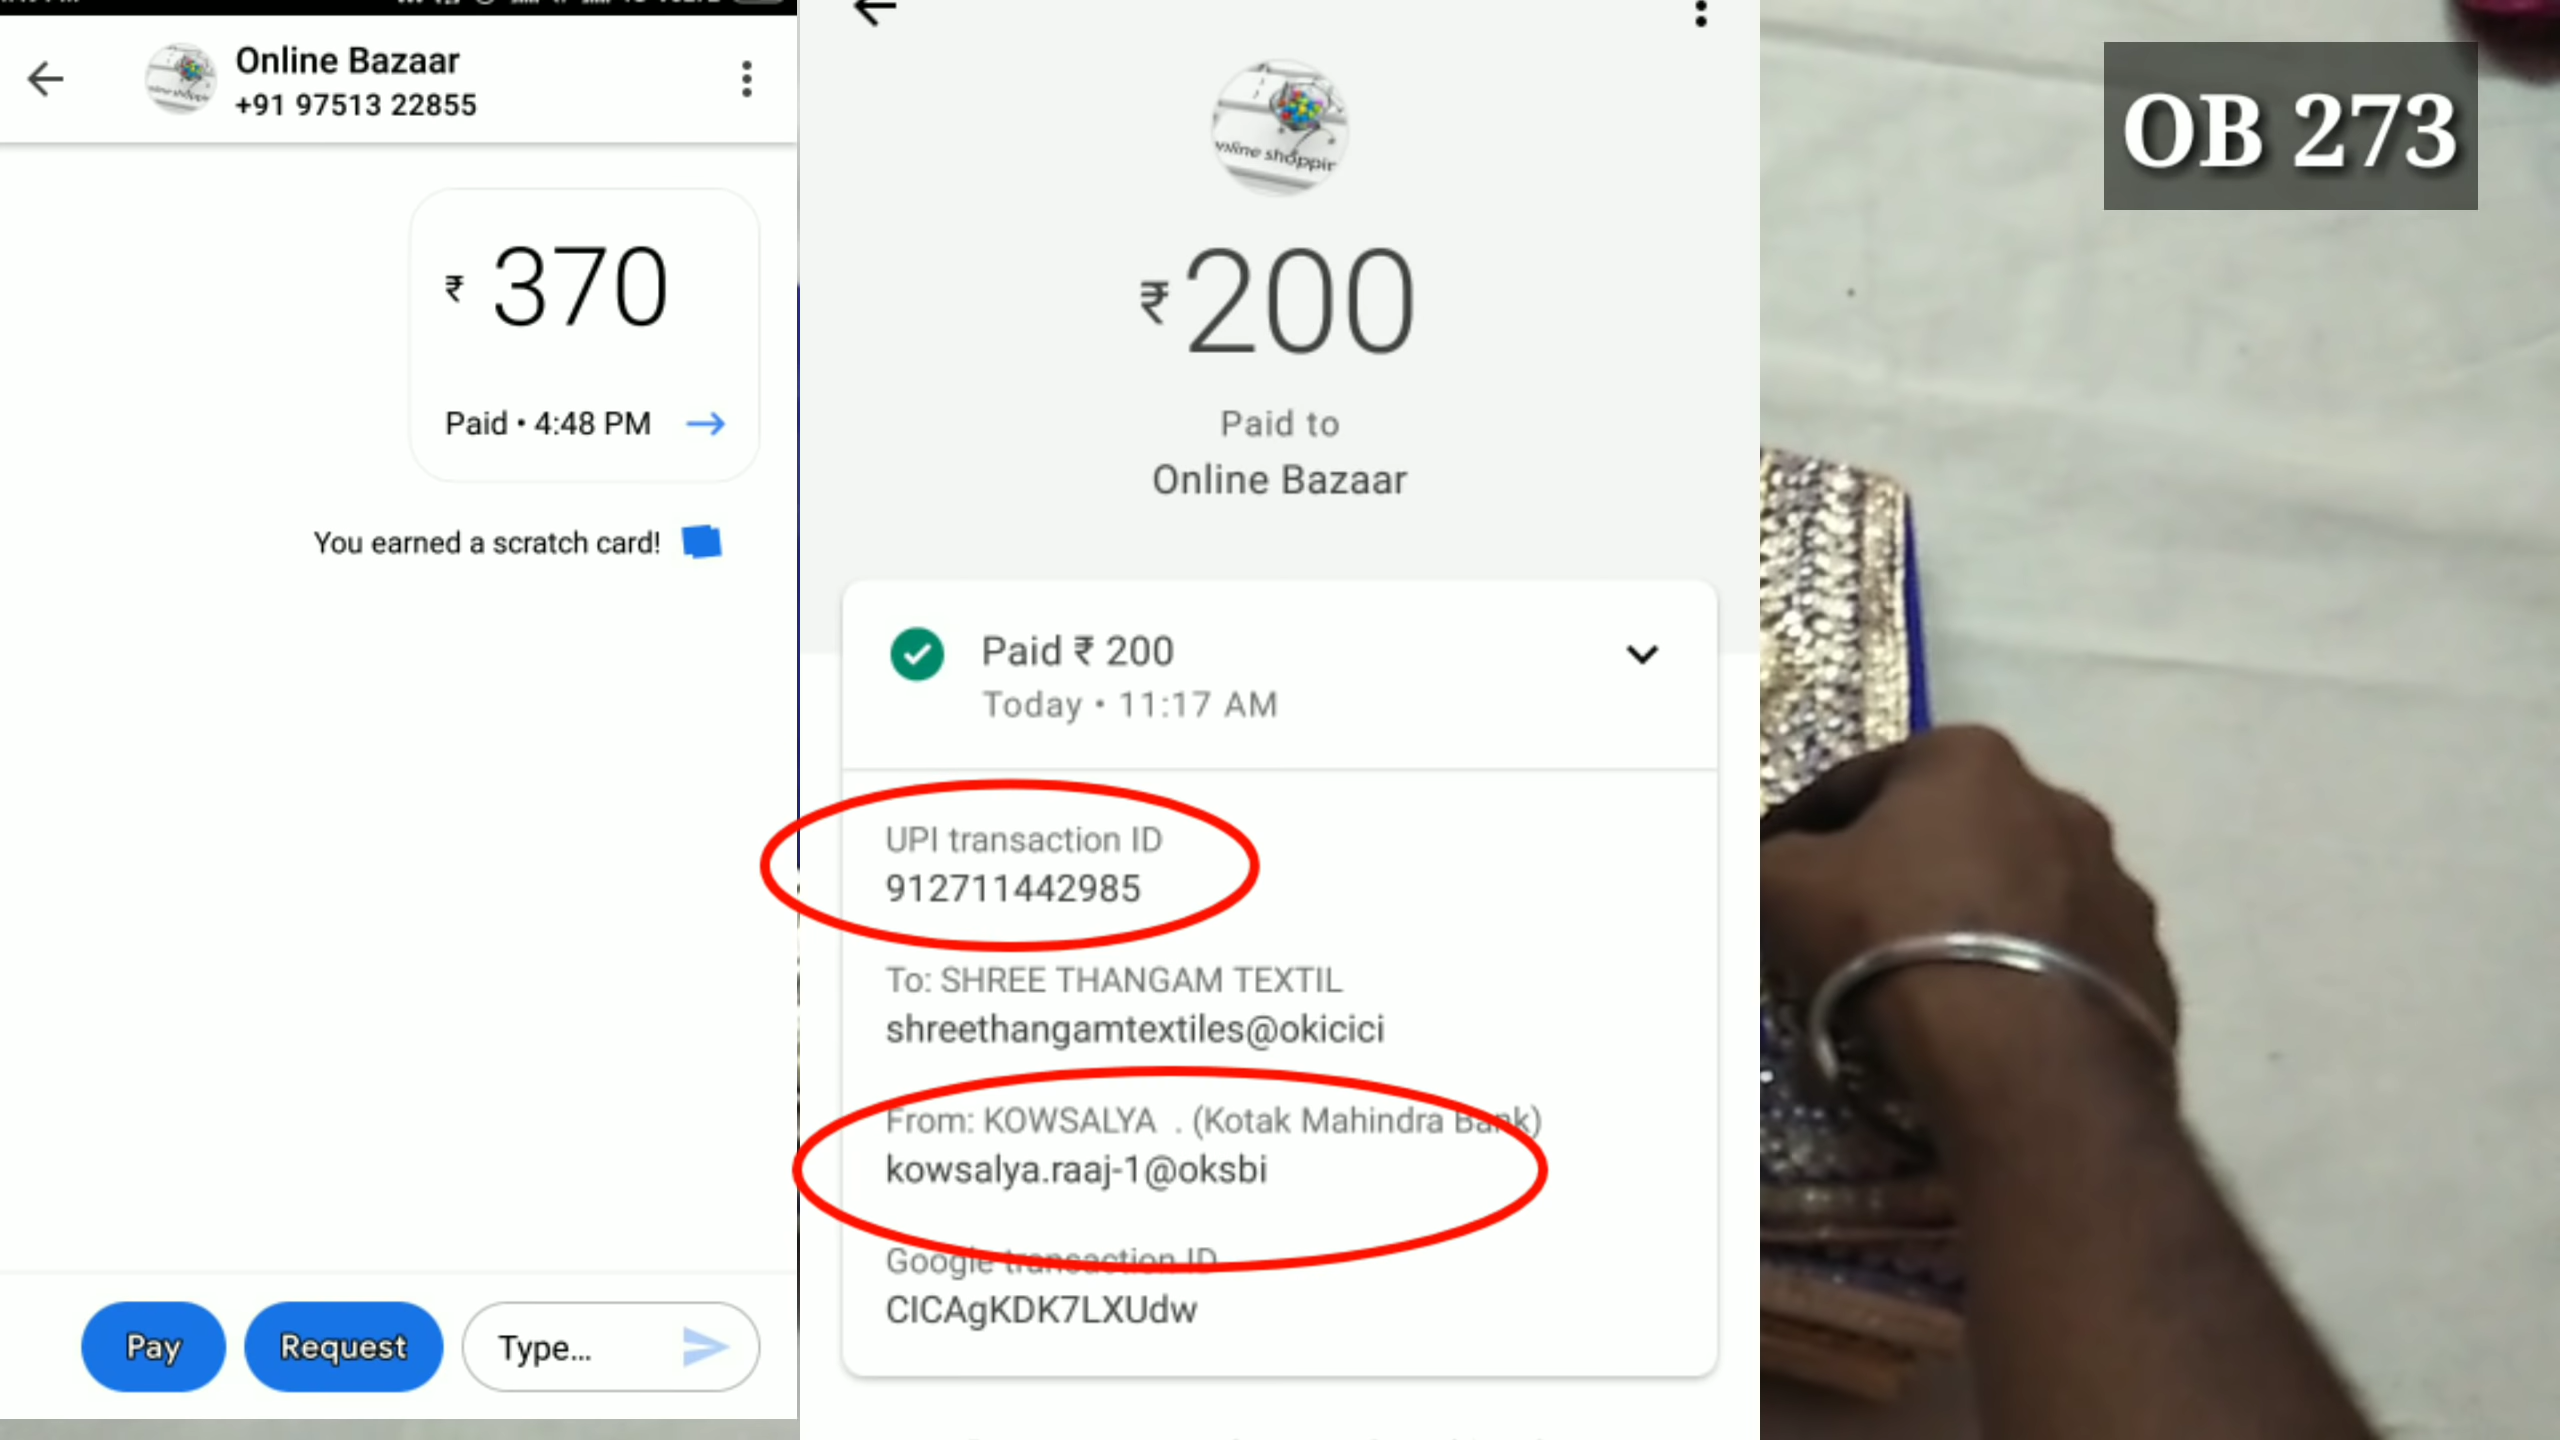 Online Bazaar
+91 97513 22855
₹ 370
Paid • 4:48 PM
You earned a scratch card!
Pay
Request
Type...
online shoppin
₹200
Paid to
Online Bazaar
Paid ₹ 200
Today • 11:17 AM
UPI transaction ID
912711442985
To: SHREE THANGAM TEXTIL
shreethangamtextiles@okicici
From: KOWSALYA . (Kotak Mahindra Bank)
kowsalya.raaj-1@oksbi
Google transaction ID
CICAgKDK7LXUdw
OB 273